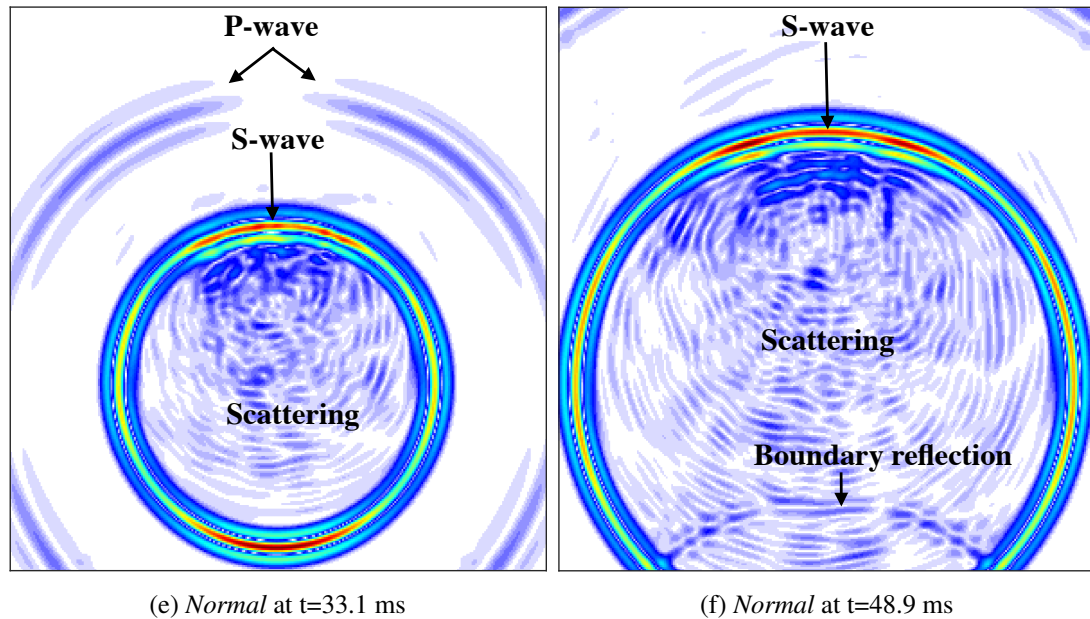 P-wave
S-wave
Scattering
S-wave
Scattering
Boundary reflection
(e) Normal at t=33.1 ms
(f) Normal at t=48.9 ms